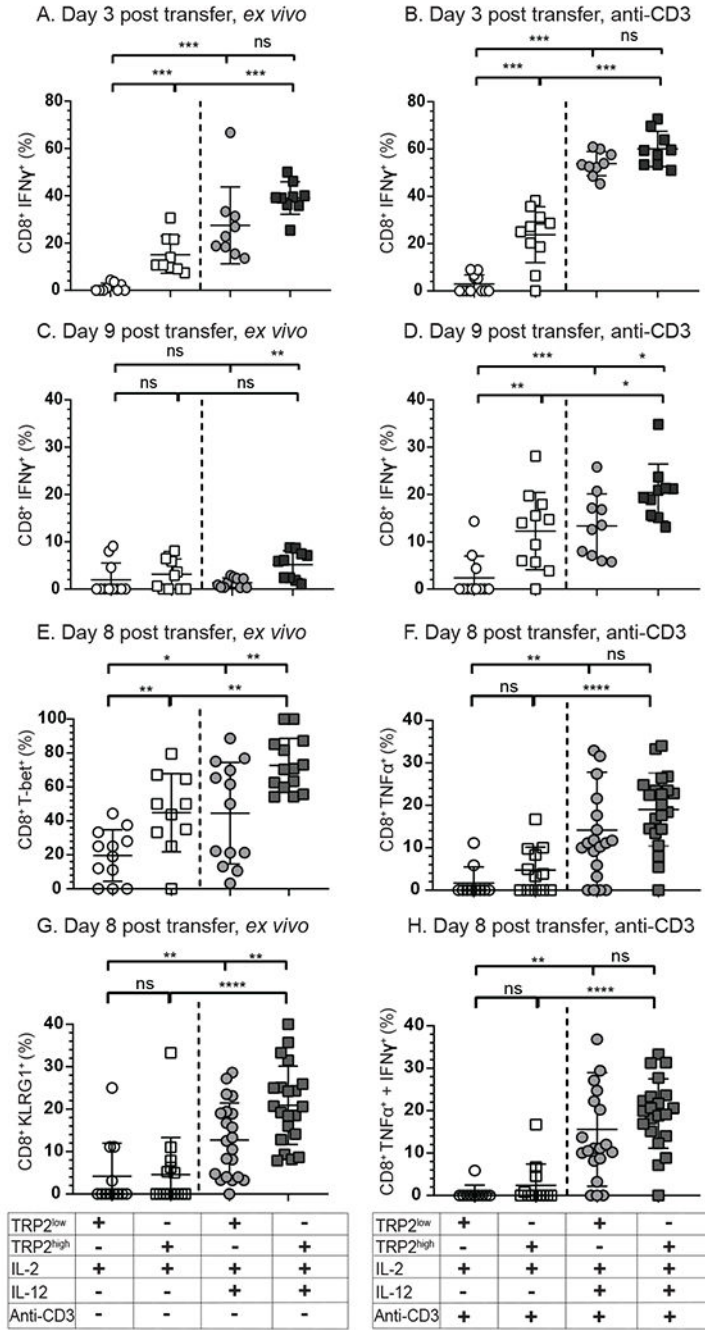 A. Day 3 post transfer, ex vivo
ns
***
*** ***
80
60
40
20
0
CD8⁺ IFNγ⁺ (%)
B. Day 3 post transfer, anti-CD3
ns
***
*** ***
80
60
40
20
0
CD8⁺ IFNγ⁺ (%)
C. Day 9 post transfer, ex vivo
ns **
ns ns
40
30
20
10
0
CD8⁺ IFNγ⁺ (%)
D. Day 9 post transfer, anti-CD3
*** *
** *
40
30
20
10
0
CD8⁺ IFNγ⁺ (%)
E. Day 8 post transfer, ex vivo
* **
** **
100
80
60
40
20
0
CD8⁺ T-bet⁺ (%)
F. Day 8 post transfer, anti-CD3
** ns
ns ****
40
30
20
10
0
CD8⁺ TNFα⁺ (%)
G. Day 8 post transfer, ex vivo
** **
ns ****
40
30
20
10
0
CD8⁺ KLRG1⁺ (%)
H. Day 8 post transfer, anti-CD3
** ns
ns ****
40
30
20
10
0
CD8⁺ TNFα⁺ + IFNγ⁺ (%)
TRP2ˡᵒʷ + - + -
TRP2ʰⁱᵍʰ - + - +
IL-2 + + + +
IL-12 - - + +
Anti-CD3 - - - -
TRP2ˡᵒʷ + - + -
TRP2ʰⁱᵍʰ - + - +
IL-2 + + + +
IL-12 - - + +
Anti-CD3 + + + +